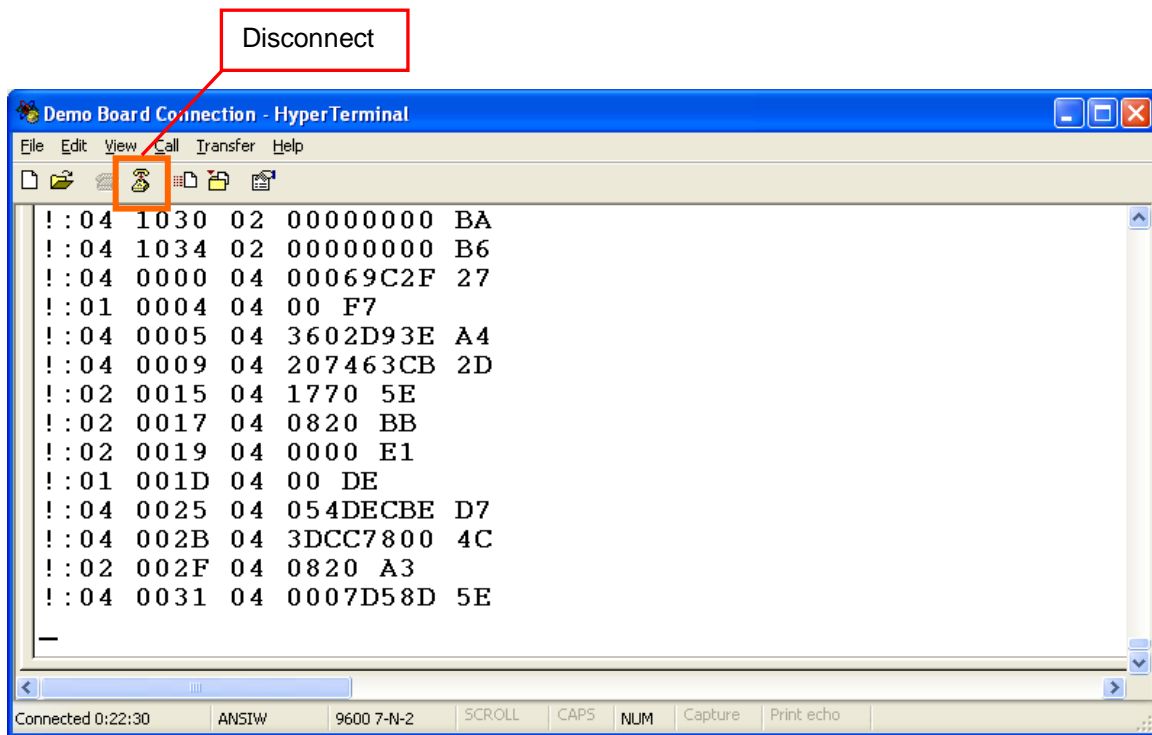 Disconnect
Demo Board Connection - HyperTerminal
File Edit View Call Transfer Help
!:04 1030 02 00000000 BA
!:04 1034 02 00000000 B6
!:04 0000 04 00069C2F 27
!:01 0004 04 00 F7
!:04 0005 04 3602D93E A4
!:04 0009 04 207463CB 2D
!:02 0015 04 1770 5E
!:02 0017 04 0820 BB
!:02 0019 04 0000 E1
!:01 001D 04 00 DE
!:04 0025 04 054DECBE D7
!:04 002B 04 3DCC7800 4C
!:02 002F 04 0820 A3
!:04 0031 04 0007D58D 5E
Connected 0:22:30 ANSIW 9600 7-N-2 SCROLL CAPS NUM Capture Print echo